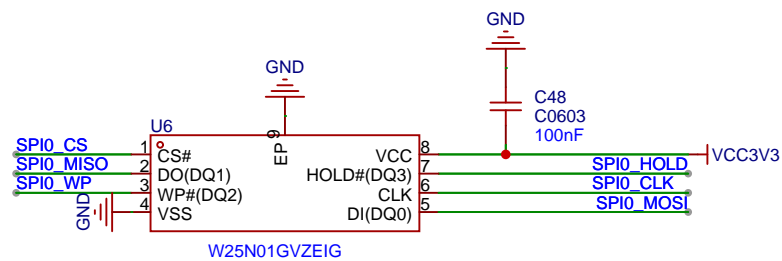 GND
GND
C48
C0603
100nF
U6
EP 9
SPI0_CS 1 CS# VCC 8 VCC3V3
SPI0_MISO 2 DO(DQ1) HOLD#(DQ3) 7 SPI0_HOLD
SPI0_WP 3 WP#(DQ2) CLK 6 SPI0_CLK
GND 4 VSS DI(DQ0) 5 SPI0_MOSI
W25N01GVZEIG